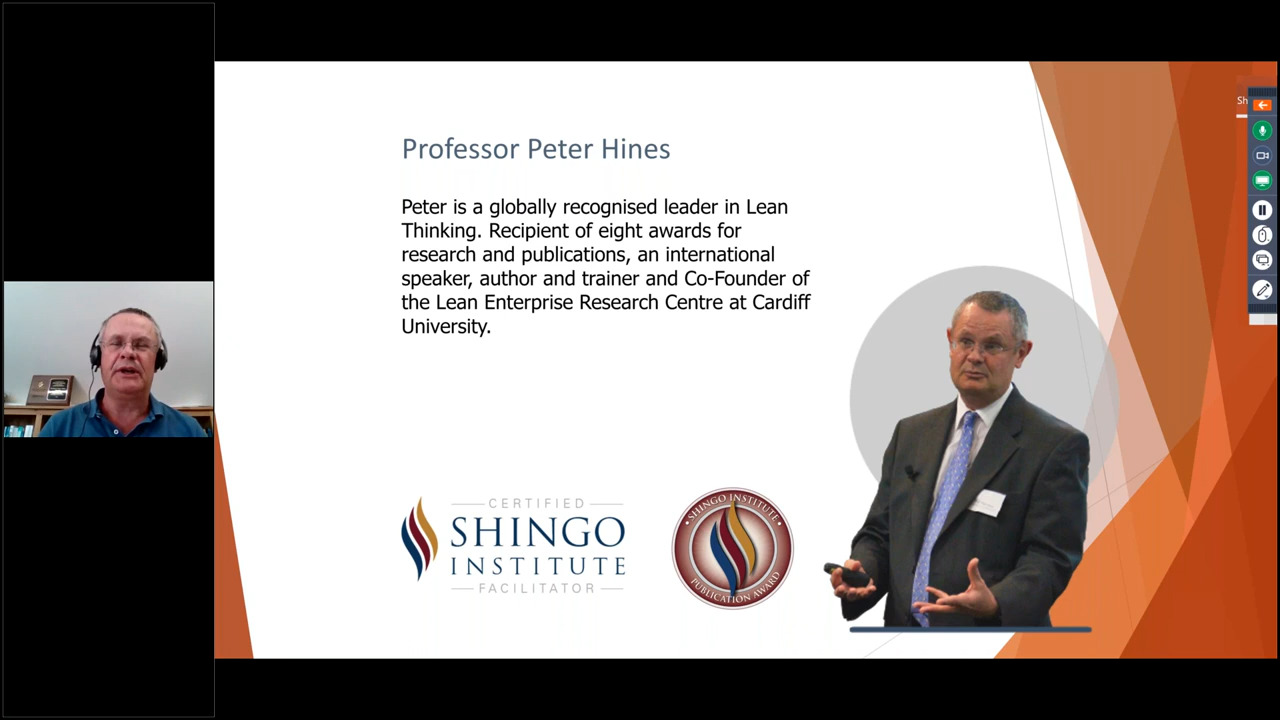 Professor Peter Hines
Peter is a globally recognised leader in Lean
Thinking. Recipient of eight awards for
research and publications, an international
speaker, author and trainer and Co-Founder of
the Lean Enterprise Research Centre at Cardiff
University.
CERTIFIED
SHINGO
INSTITUTE
FACILITATOR
SHINGO INSTITUTE
PUBLICATION AWARD
Sh